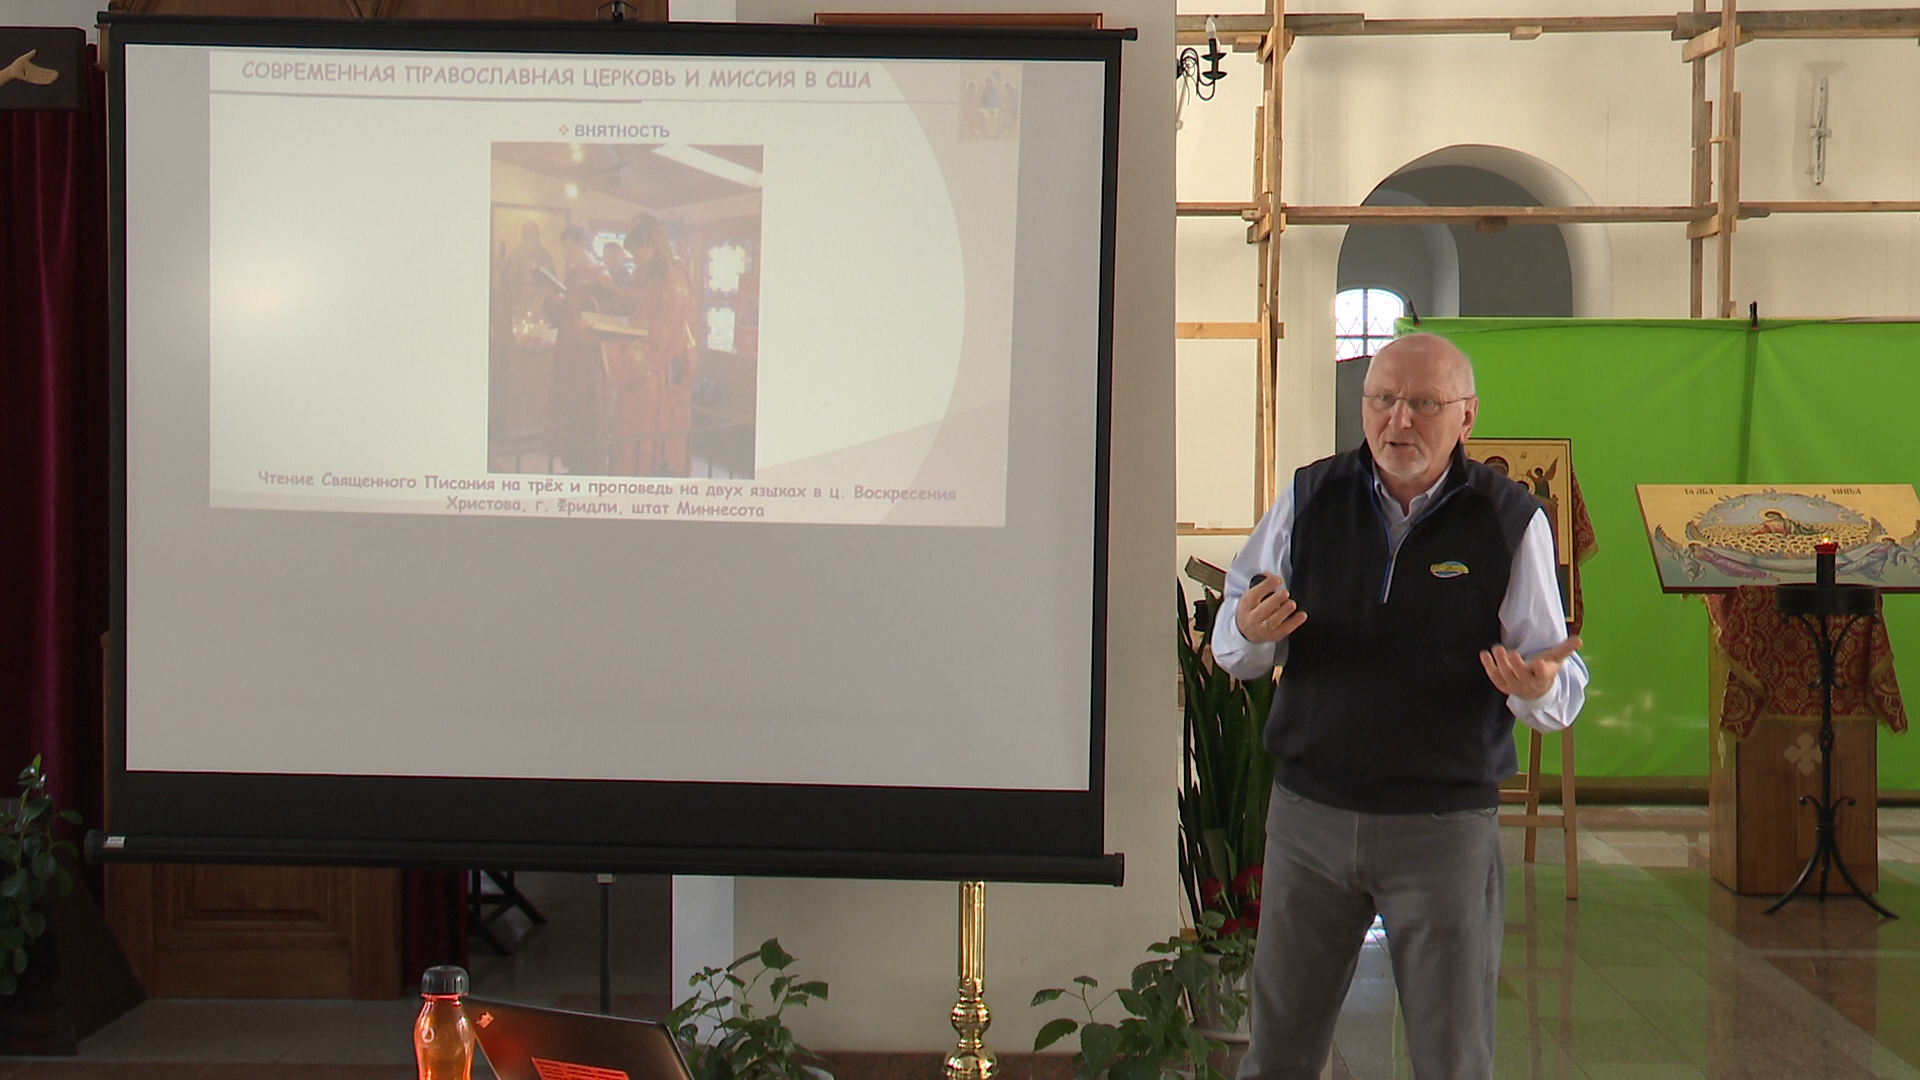 СОВРЕМЕННАЯ ПРАВОСЛАВНАЯ ЦЕРКОВЬ И МИССИЯ В США
ВНЯТНОСТЬ
Чтение Священного Писания на трёх и проповедь на двух языках в ц. Воскресения
Христова, г. Фридли, штат Миннесота